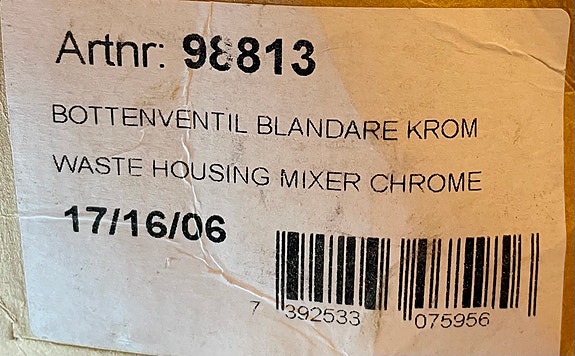 Artnr: 98813
BOTTENVENTIL BLANDARE KROM
WASTE HOUSING MIXER CHROME
17/16/06
7 392533 075956